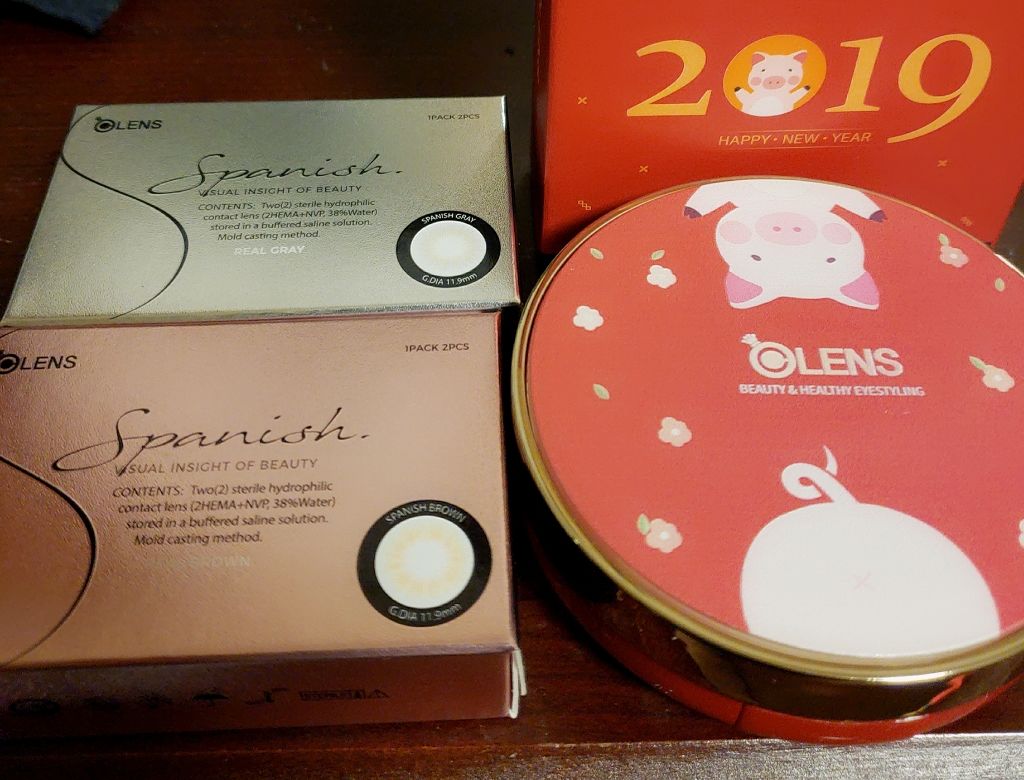 OLENS
1PACK 2PCS
Spanish.
VISUAL INSIGHT OF BEAUTY
CONTENTS: Two(2) sterile hydrophilic
contact lens (2HEMA+NVP, 38%Water)
stored in a buffered saline solution.
Mold casting method.
REAL GRAY
SPANISH GRAY
G.DIA 11.9mm
OLENS
1PACK 2PCS
Spanish.
VISUAL INSIGHT OF BEAUTY
CONTENTS: Two(2) sterile hydrophilic
contact lens (2HEMA+NVP, 38%Water)
stored in a buffered saline solution.
Mold casting method.
BROWN
SPANISH BROWN
G.DIA 11.9mm
2019
HAPPY · NEW · YEAR
OLENS
BEAUTY & HEALTHY EYESTYLING